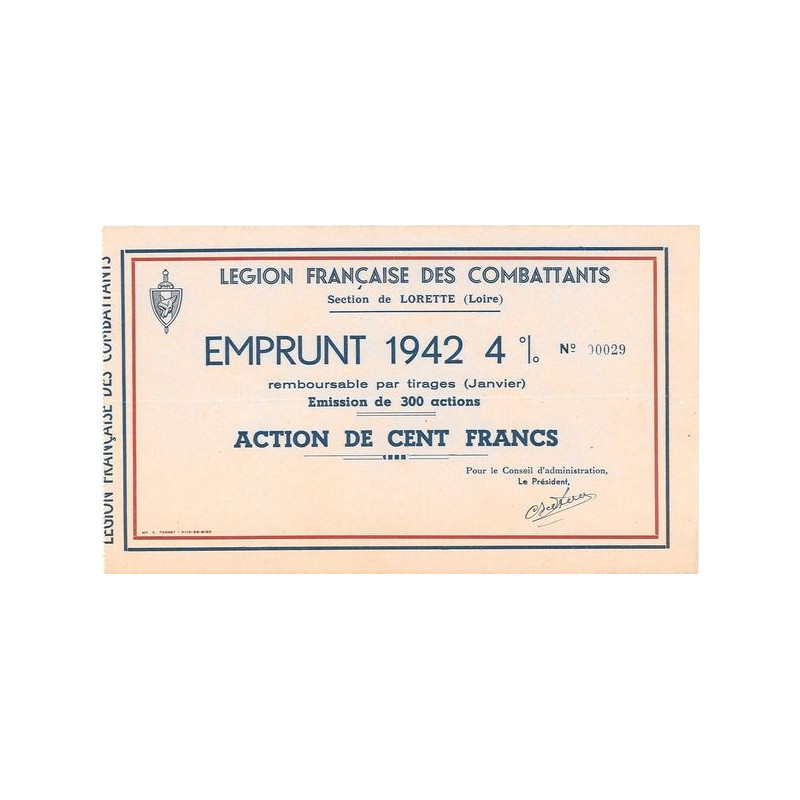 LEGION FRANÇAISE DES COMBATTANTS
LEGION FRANÇAISE DES COMBATTANTS
Section de LORETTE (Loire)
EMPRUNT 1942 4 %
Nº 00029
remboursable par tirages (Janvier)
Emission de 300 actions
ACTION DE CENT FRANCS
Pour le Conseil d'administration,
Le Président,